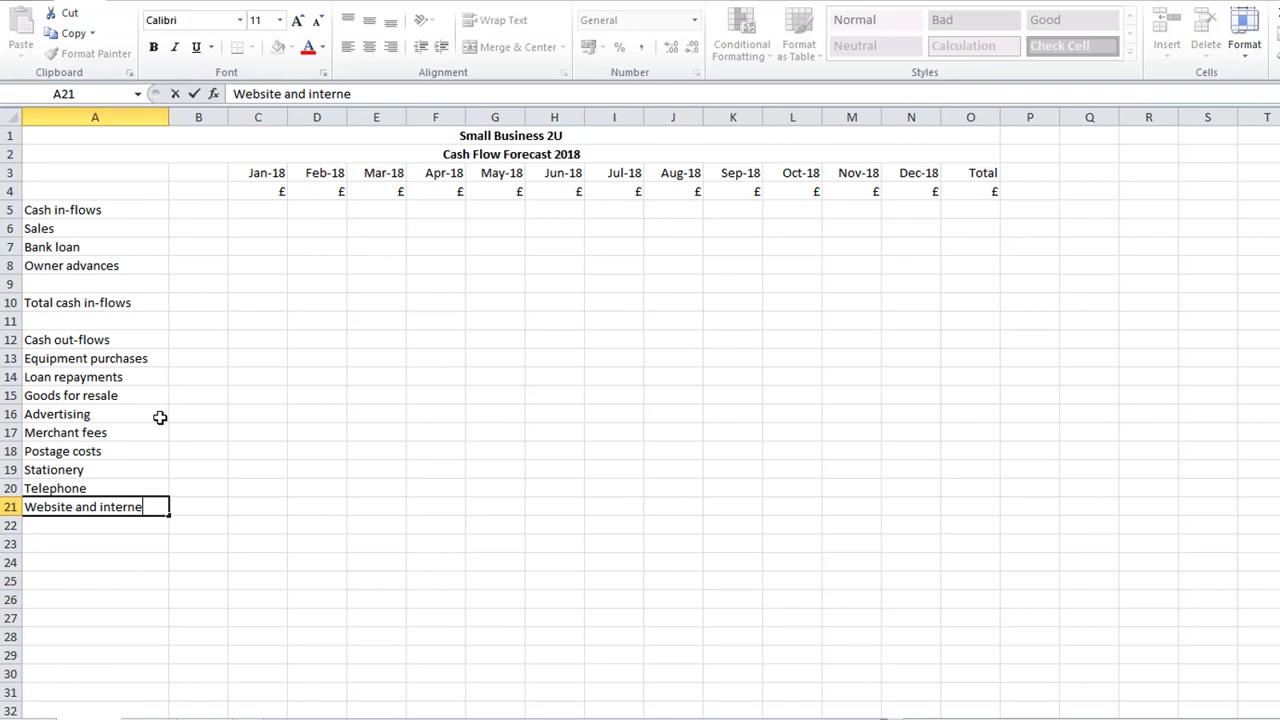 Cut
Calibri 11 A A
Wrap Text
General
Normal Bad Good
Paste
Copy
B I U A
Merge & Center
% ,
Conditional Formatting
Format as Table
Neutral Calculation Check Cell
Insert Delete Format
Format Painter
Clipboard Font Alignment Number Styles Cells
A21 fx Website and interne
A B C D E F G H I J K L M N O P Q R S T
1 Small Business 2U
2 Cash Flow Forecast 2018
3 Jan-18 Feb-18 Mar-18 Apr-18 May-18 Jun-18 Jul-18 Aug-18 Sep-18 Oct-18 Nov-18 Dec-18 Total
4 £ £ £ £ £ £ £ £ £ £ £ £ £
5 Cash in-flows
6 Sales
7 Bank loan
8 Owner advances
9
10 Total cash in-flows
11
12 Cash out-flows
13 Equipment purchases
14 Loan repayments
15 Goods for resale
16 Advertising
17 Merchant fees
18 Postage costs
19 Stationery
20 Telephone
21 Website and interne
22
23
24
25
26
27
28
29
30
31
32